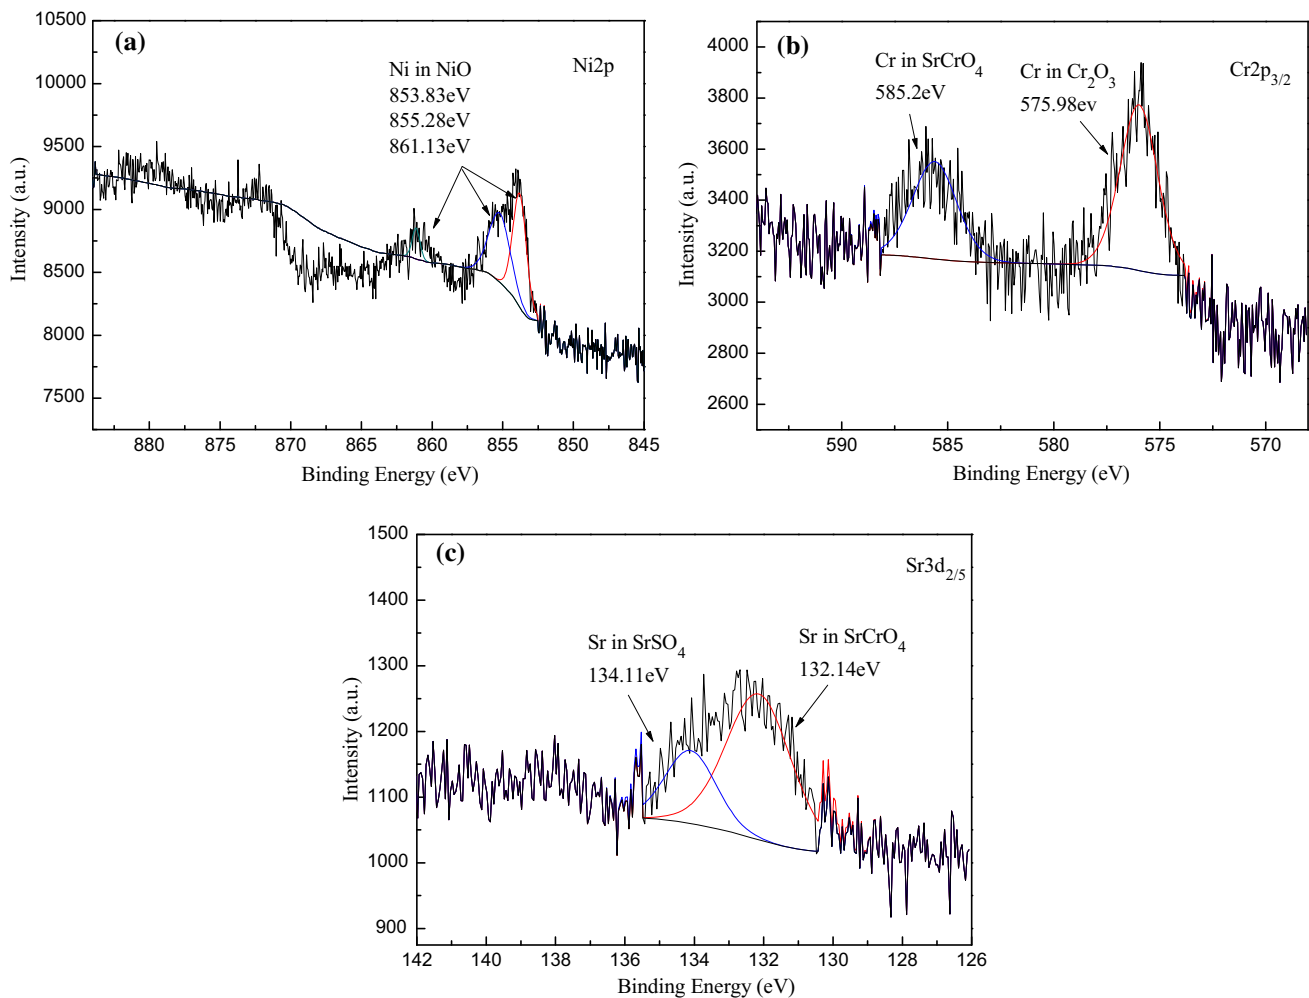 (a)
Ni2p
Ni in NiO
853.83eV
855.28eV
861.13eV
10500
10000
9500
9000
8500
8000
7500
Intensity (a.u.)
880 875 870 865 860 855 850 845
Binding Energy (eV)
(b)
Cr2p3/2
Cr in SrCrO4
585.2eV
Cr in Cr2O3
575.98ev
4000
3800
3600
3400
3200
3000
2800
2600
Intensity (a.u.)
590 585 580 575 570
Binding Energy (eV)
(c)
Sr3d2/5
Sr in SrSO4
134.11eV
Sr in SrCrO4
132.14eV
1500
1400
1300
1200
1100
1000
900
Intensity (a.u.)
142 140 138 136 134 132 130 128 126
Binding Energy (eV)